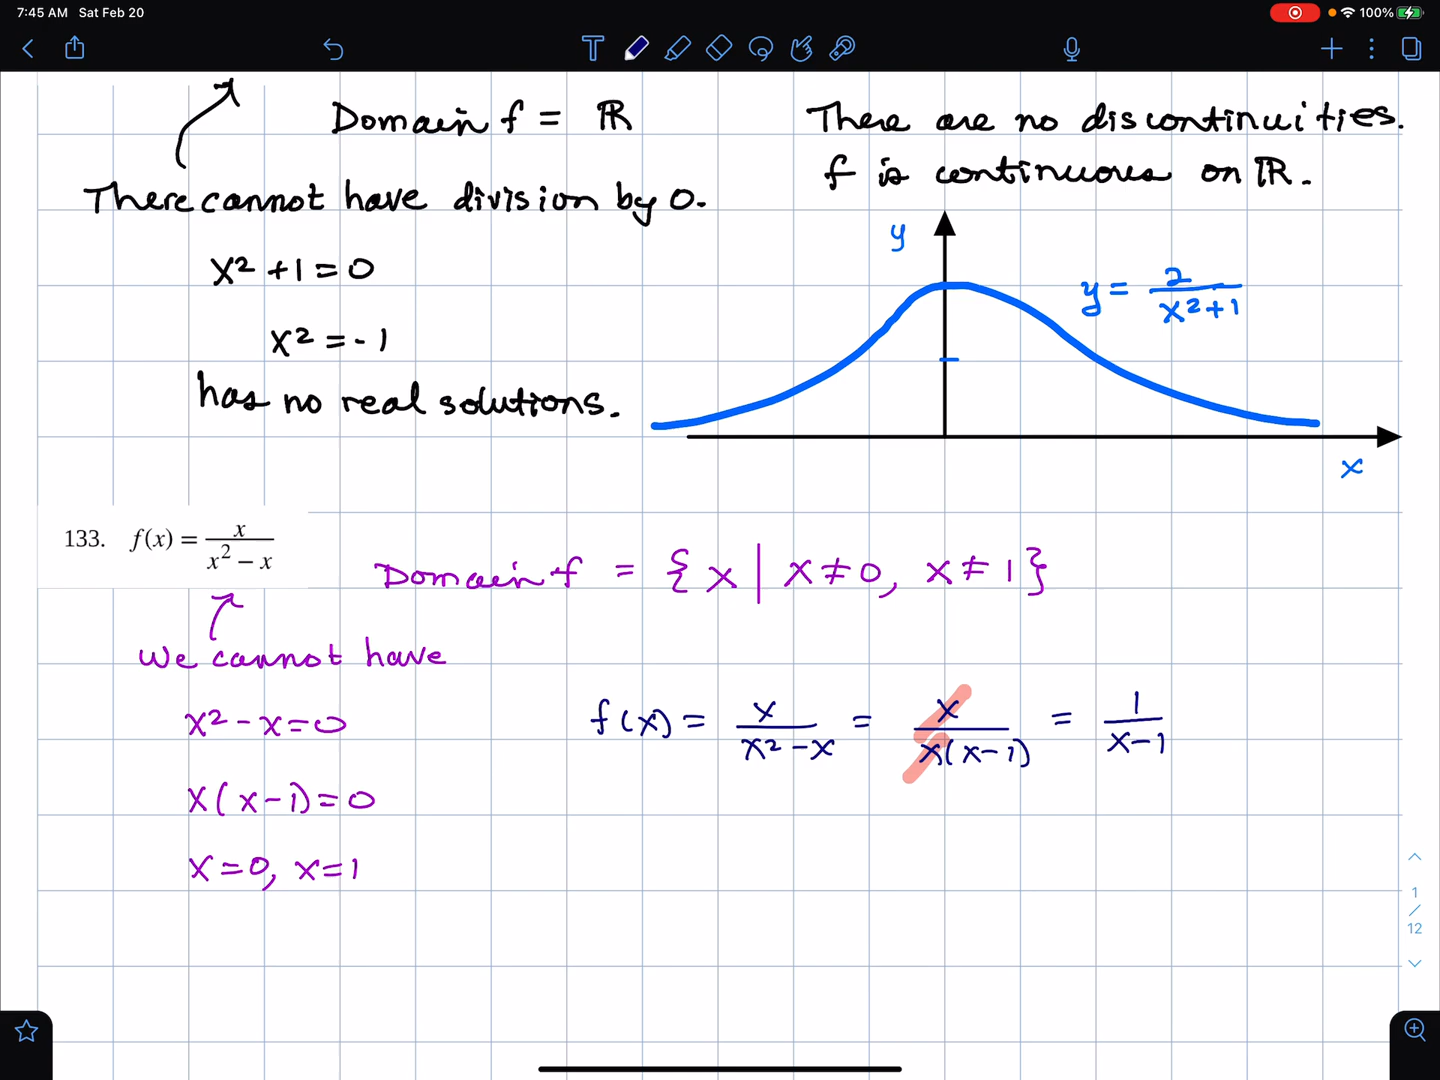 7:45 AM Sat Feb 20
100%
Domain f = ℝ
There are no discontinuities.
f is continuous on ℝ.
There cannot have division by 0.
x² + 1 = 0
x² = -1
has no real solutions.
y
y = 2/(x²+1)
x
133. f(x) = x/(x² − x)
Domain f = { x | x ≠ 0, x ≠ 1 }
We cannot have
x² − x = 0
f(x) = x/(x² − x) = x/(x(x−1)) = 1/(x−1)
x(x−1) = 0
x = 0, x = 1
1
/
12